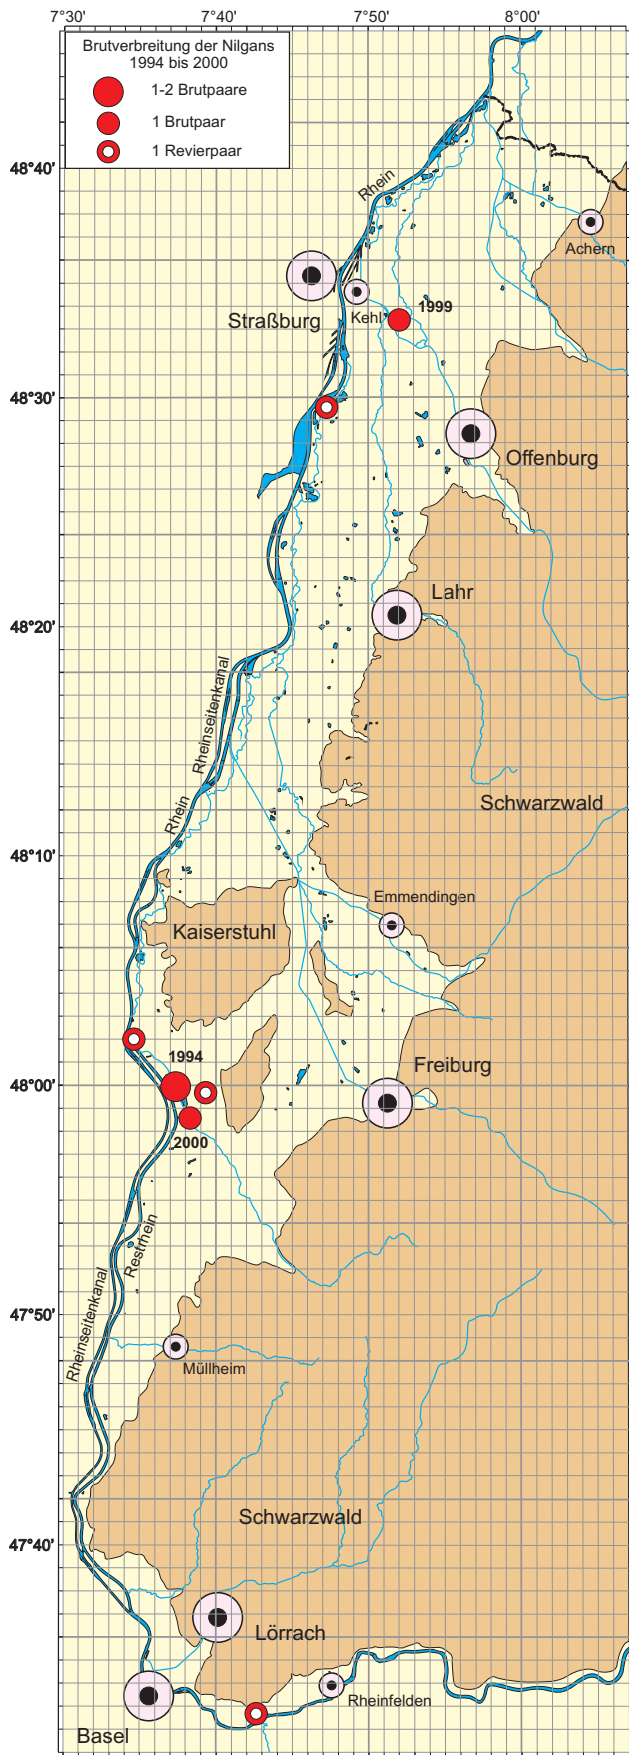 7°30' 7°40' 7°50' 8°00'
Brutverbreitung der Nilgans
1994 bis 2000
1-2 Brutpaare
1 Brutpaar
1 Revierpaar
48°40'
Rhein
Achern
Straßburg
Kehl
1999
48°30'
Offenburg
Lahr
48°20'
Rheinseitenkanal
Rhein
Schwarzwald
48°10'
Emmendingen
Kaiserstuhl
1994
Freiburg
48°00'
2000
Restrhein
Rheinseitenkanal
47°50'
Müllheim
Schwarzwald
47°40'
Lörrach
Rheinfelden
Basel